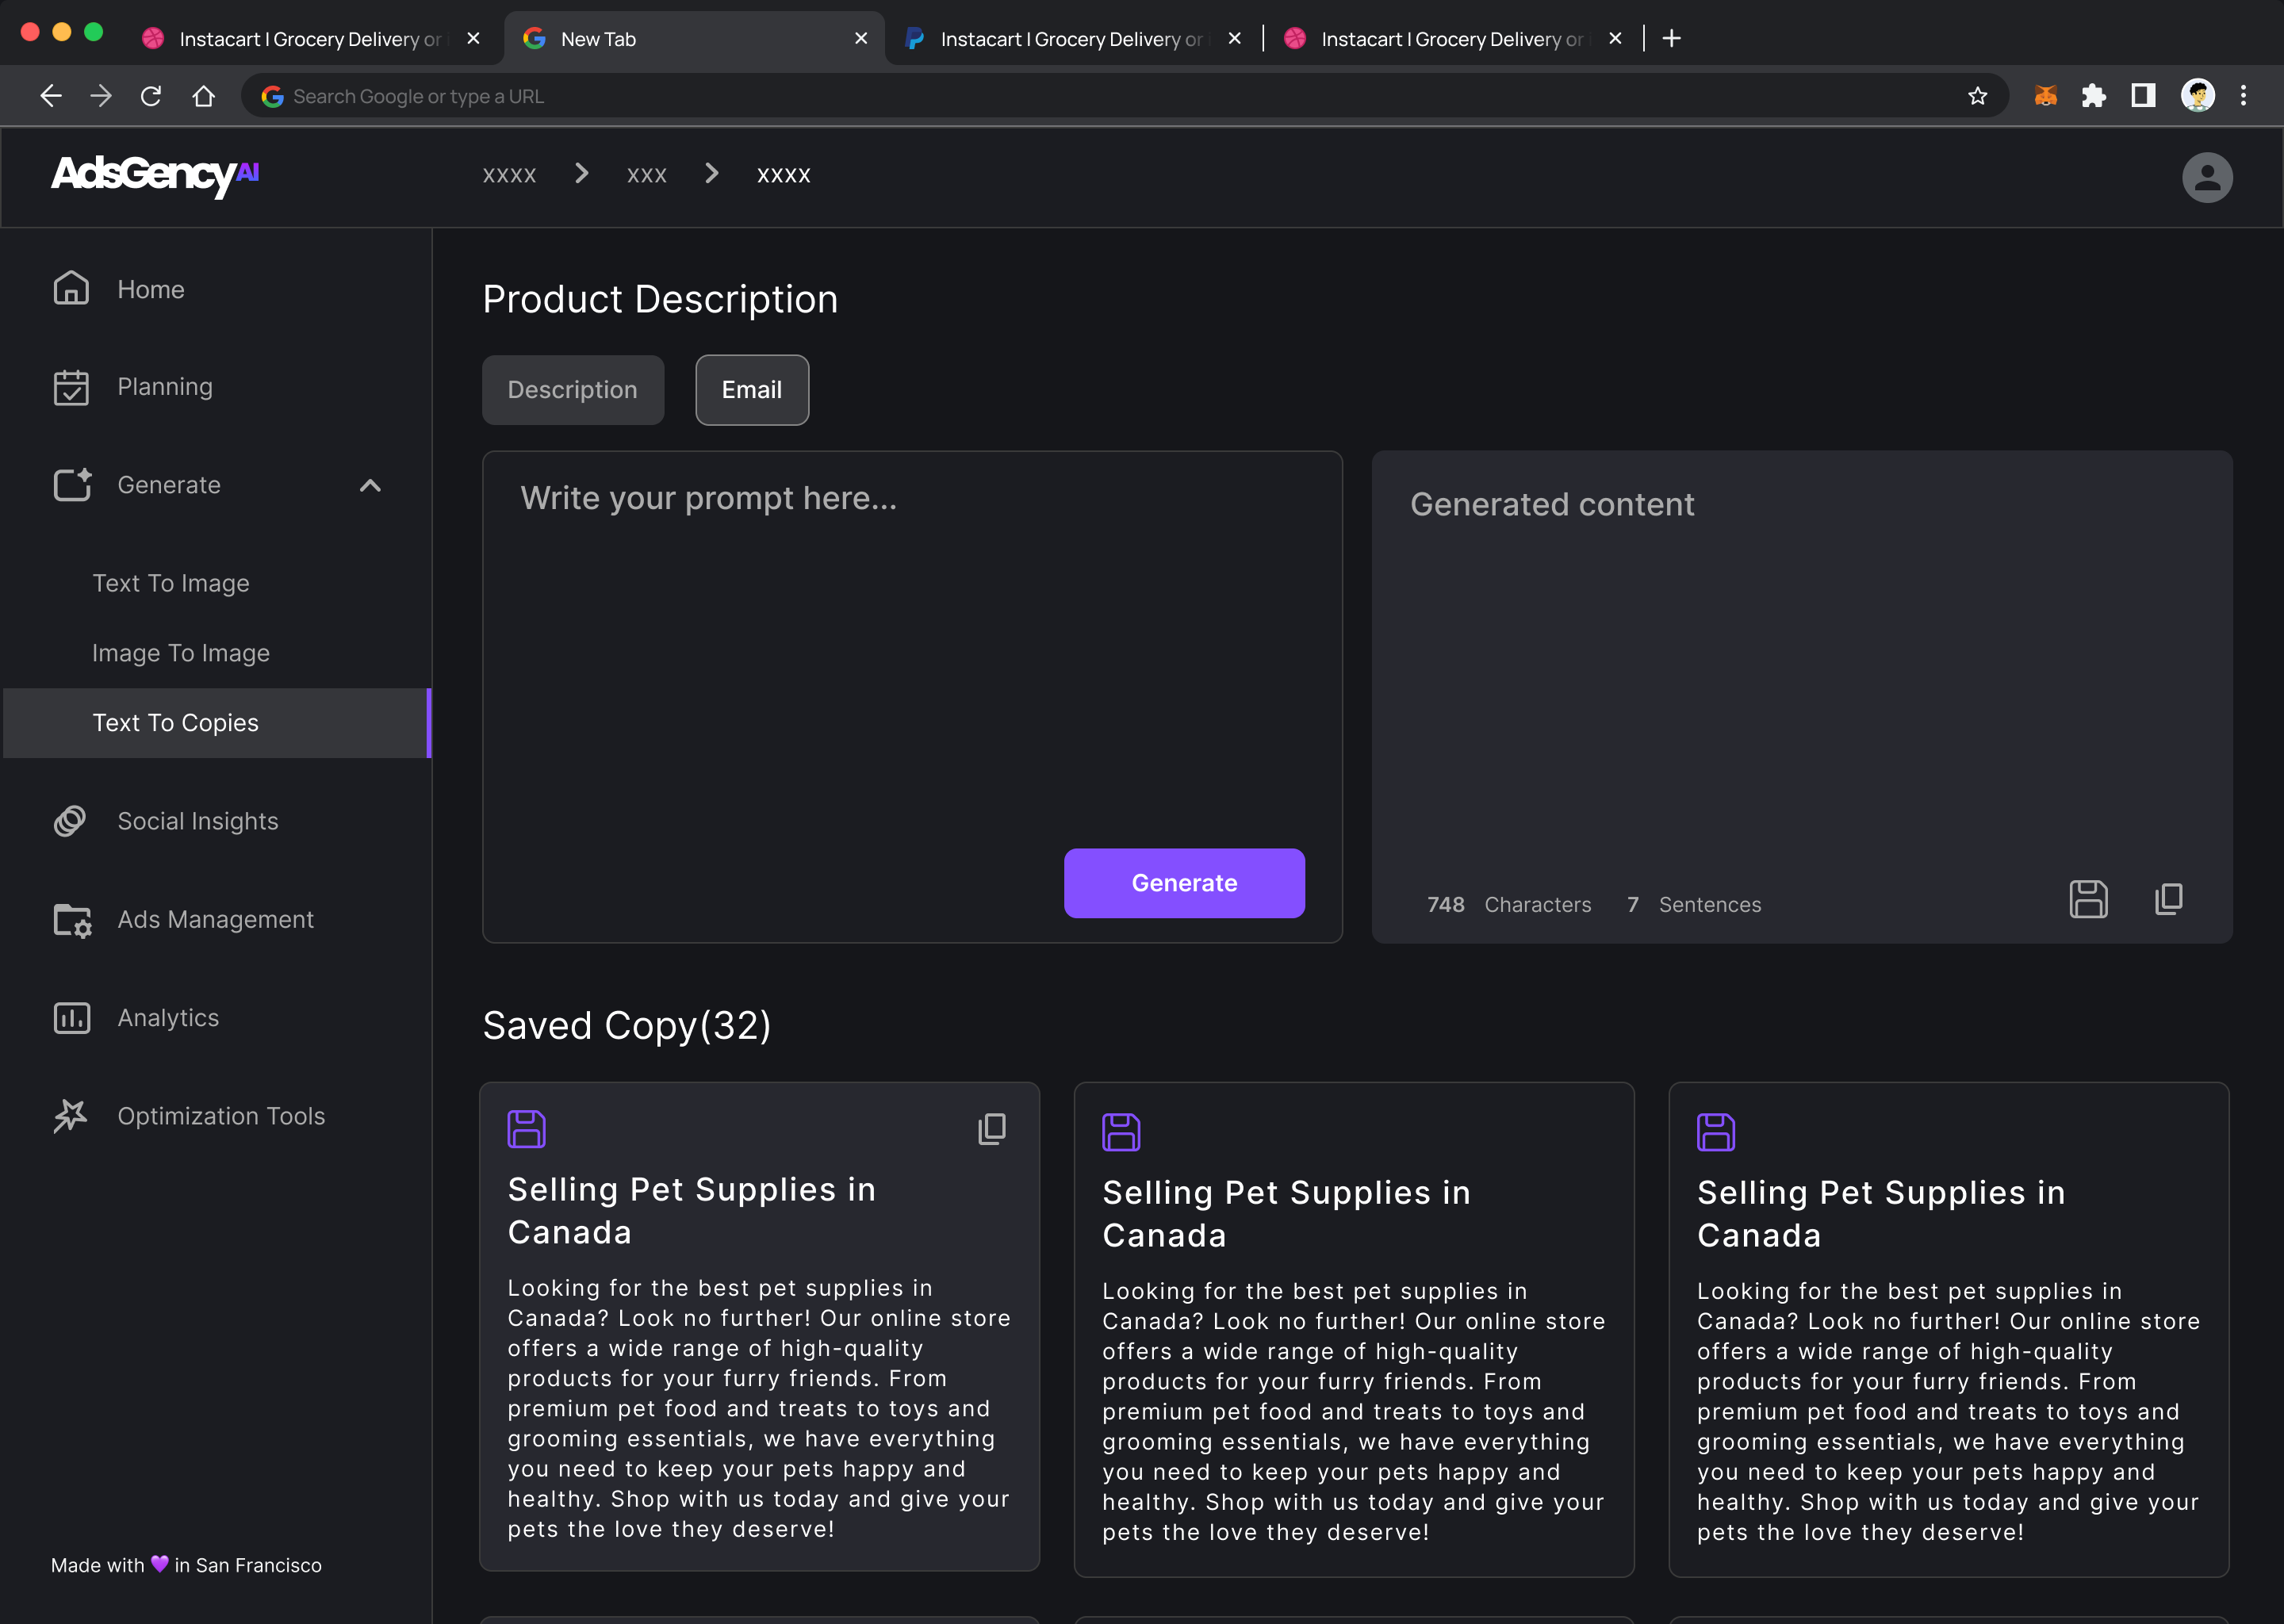 Instacart | Grocery Delivery or
New Tab
Instacart | Grocery Delivery or
Instacart | Grocery Delivery or
Search Google or type a URL
AdsGency AI
xxxx > xxx > xxxx
Home
Planning
Generate
Text To Image
Image To Image
Text To Copies
Social Insights
Ads Management
Analytics
Optimization Tools
Made with 💜 in San Francisco
Product Description
Description
Email
Write your prompt here...
Generate
Generated content
748 Characters 7 Sentences
Saved Copy(32)
Selling Pet Supplies in
Canada
Looking for the best pet supplies in
Canada? Look no further! Our online store
offers a wide range of high-quality
products for your furry friends. From
premium pet food and treats to toys and
grooming essentials, we have everything
you need to keep your pets happy and
healthy. Shop with us today and give your
pets the love they deserve!
Selling Pet Supplies in
Canada
Looking for the best pet supplies in
Canada? Look no further! Our online store
offers a wide range of high-quality
products for your furry friends. From
premium pet food and treats to toys and
grooming essentials, we have everything
you need to keep your pets happy and
healthy. Shop with us today and give your
pets the love they deserve!
Selling Pet Supplies in
Canada
Looking for the best pet supplies in
Canada? Look no further! Our online store
offers a wide range of high-quality
products for your furry friends. From
premium pet food and treats to toys and
grooming essentials, we have everything
you need to keep your pets happy and
healthy. Shop with us today and give your
pets the love they deserve!